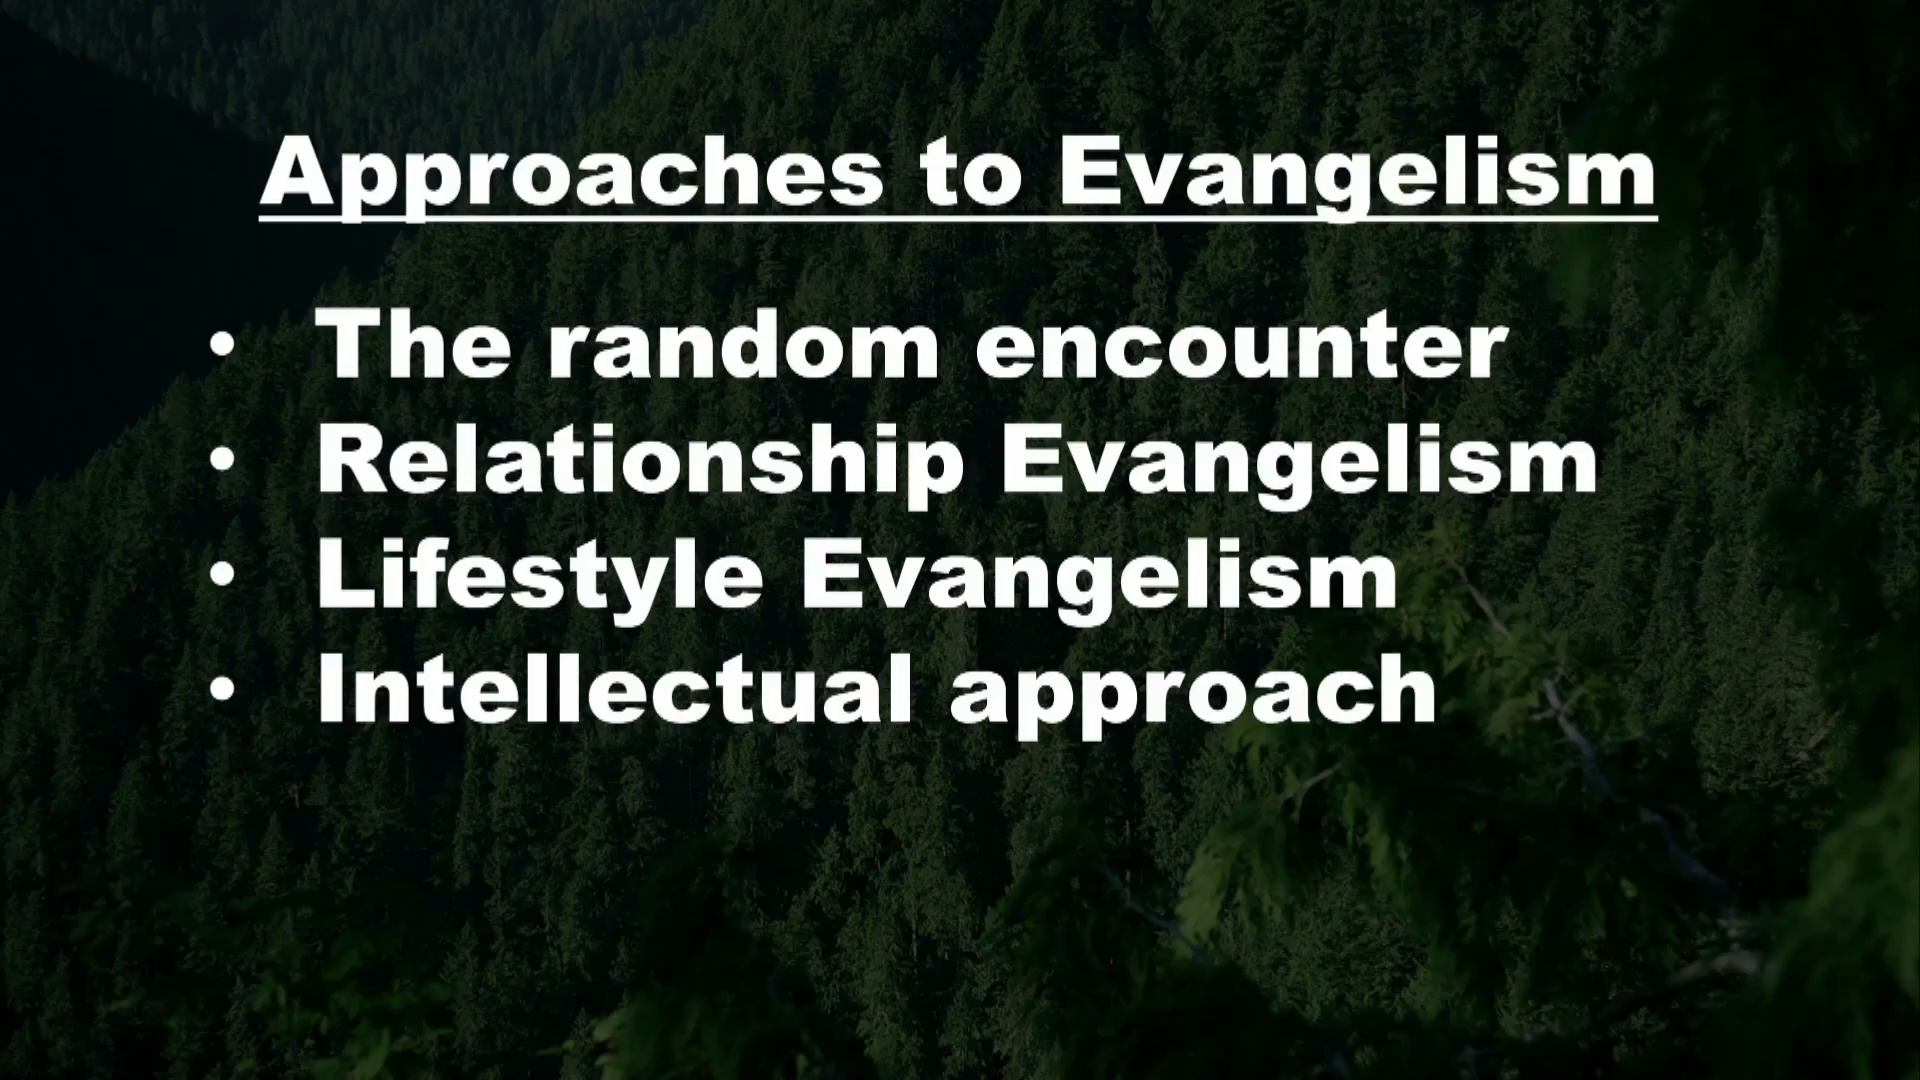 Approaches to Evangelism
• The random encounter
• Relationship Evangelism
• Lifestyle Evangelism
• Intellectual approach